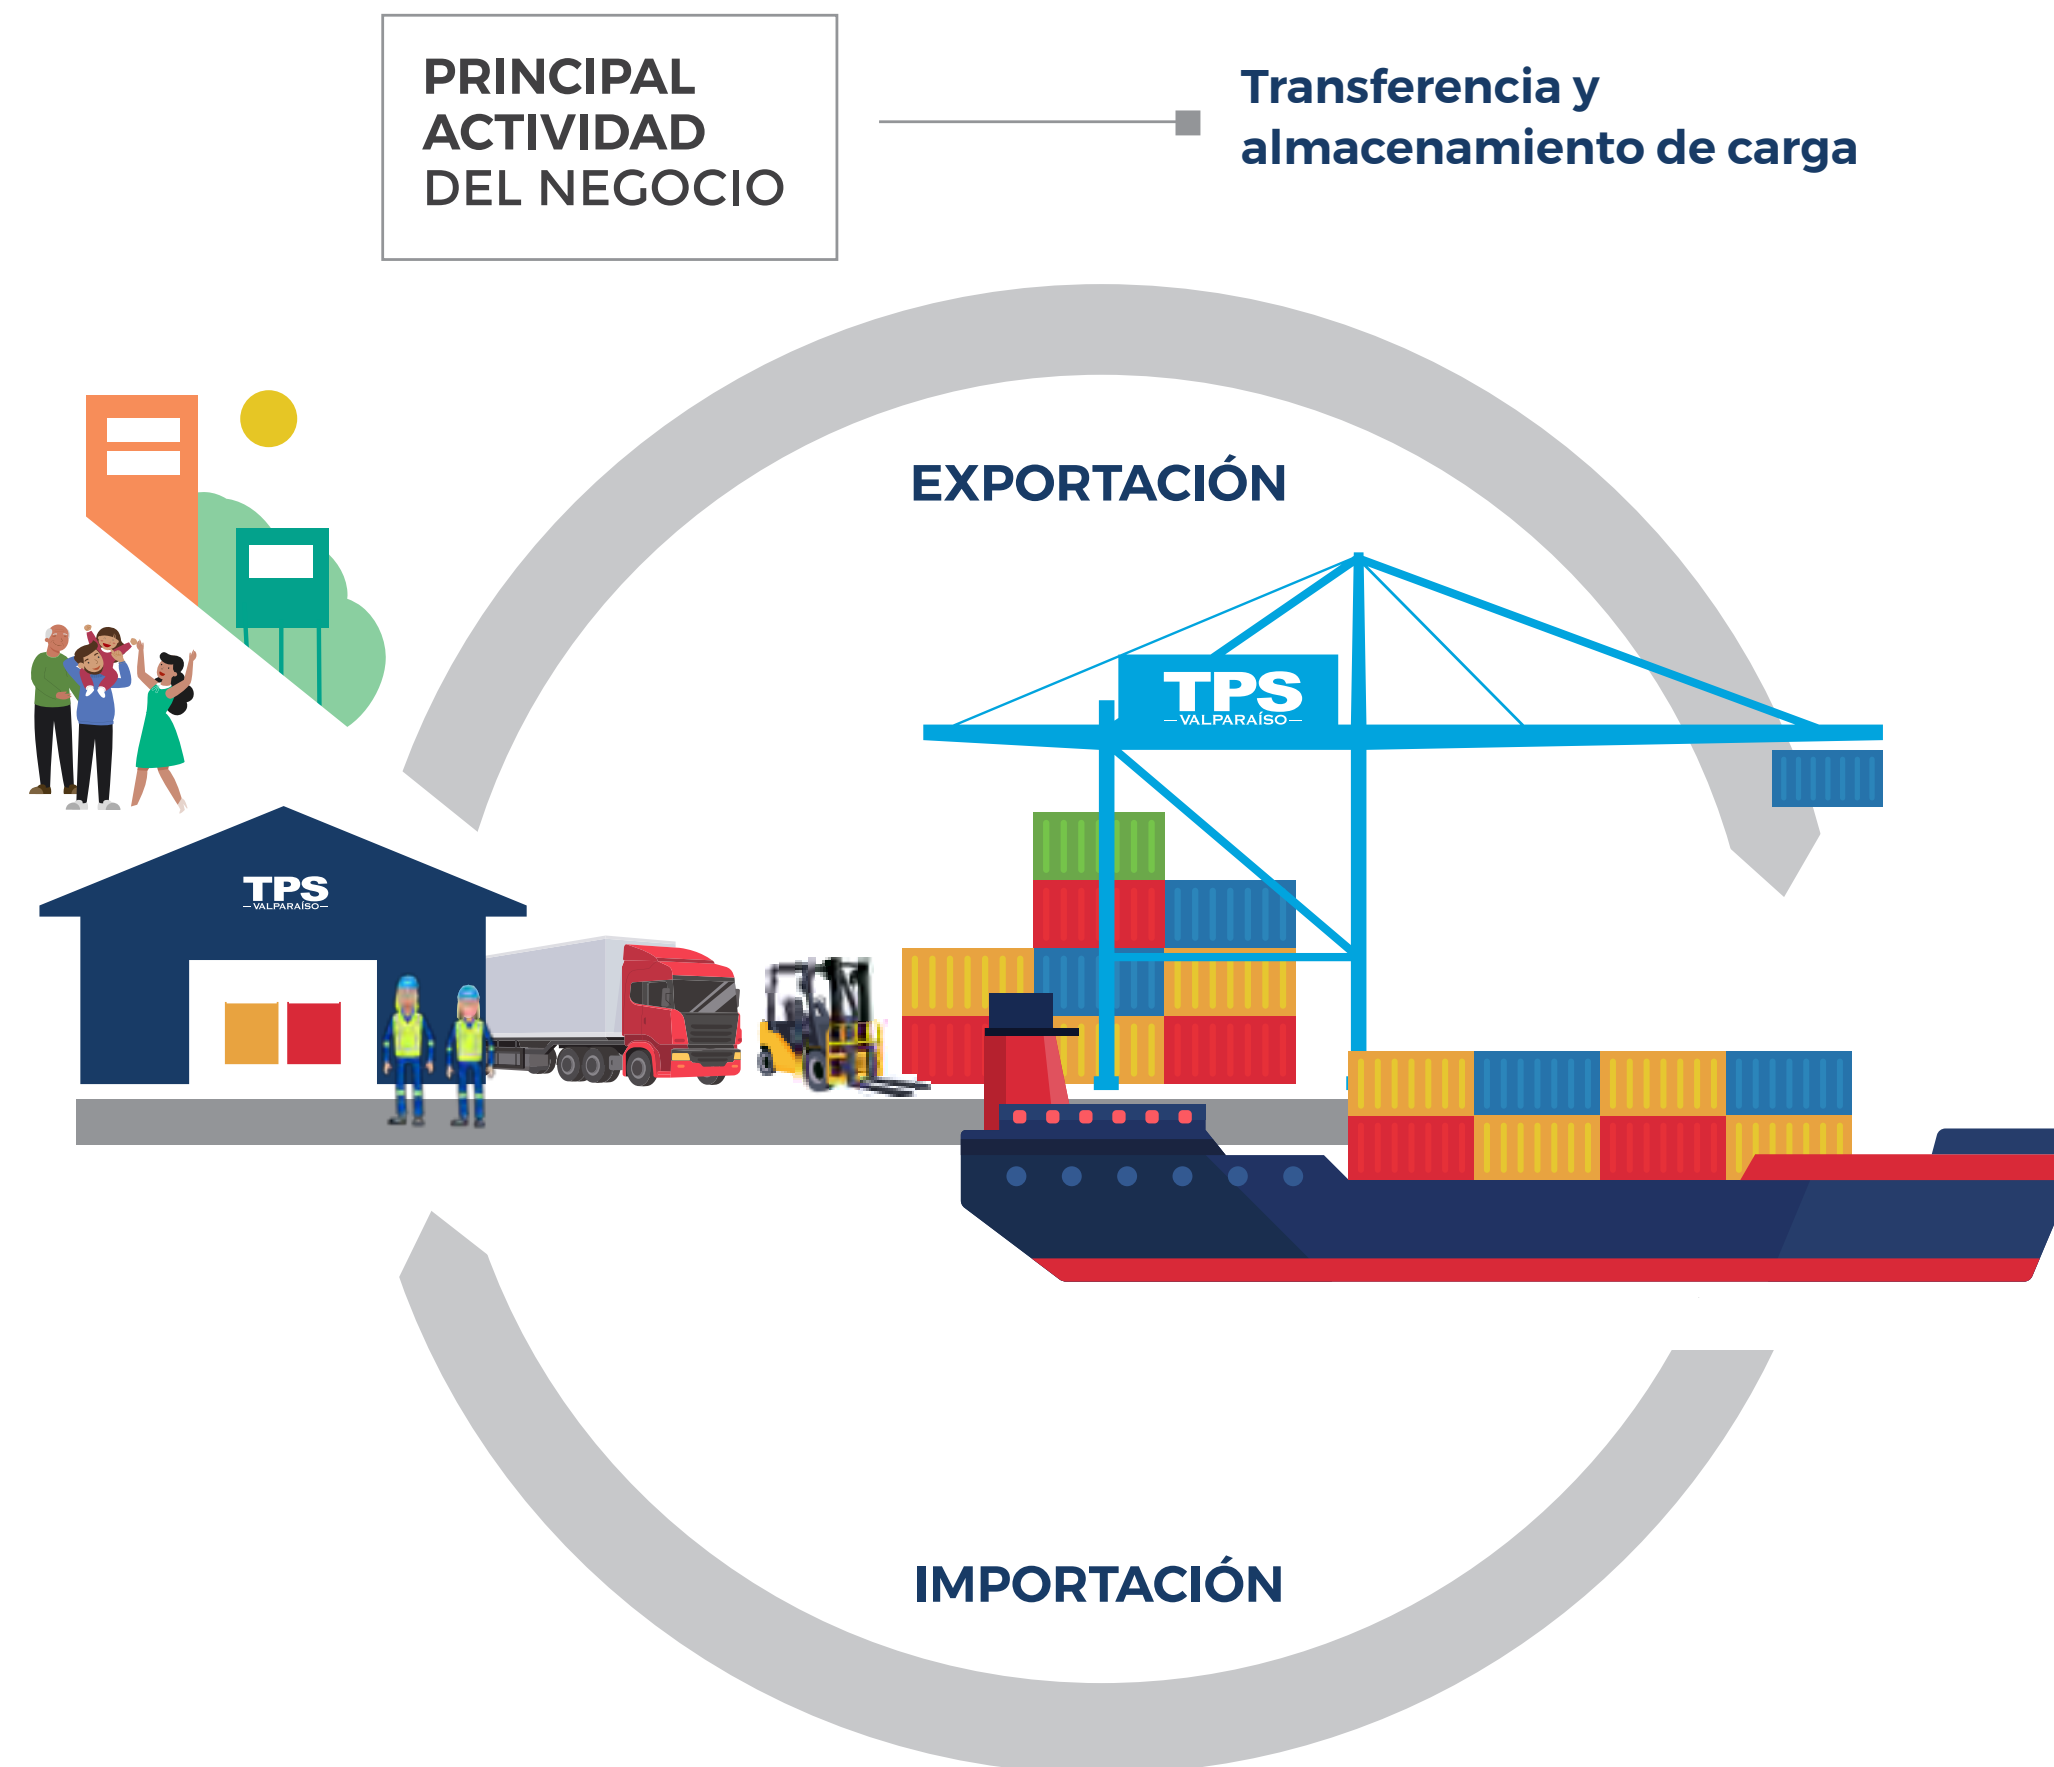 PRINCIPAL
ACTIVIDAD
DEL NEGOCIO
Transferencia y
almacenamiento de carga
EXPORTACIÓN
TPS
VALPARAÍSO
TPS
VALPARAÍSO
IMPORTACIÓN